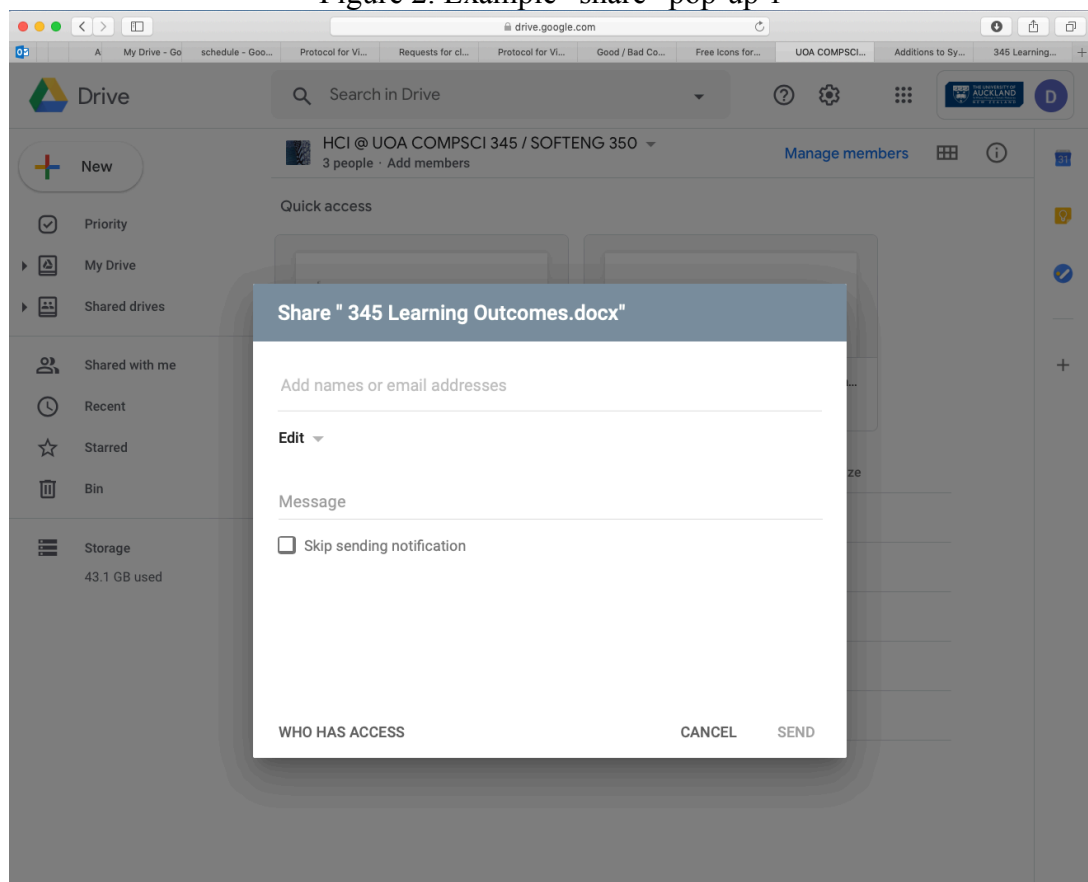 Figure 2: Example "share" pop-up 1
drive.google.com
A My Drive - Go schedule - Goo... Protocol for Vi... Requests for cl... Protocol for Vi... Good / Bad Co... Free Icons for... UOA COMPSCI... Additions to Sy... 345 Learning... +
Drive Search in Drive THE UNIVERSITY OF AUCKLAND NEW ZEALAND D
HCI @ UOA COMPSCI 345 / SOFTENG 350
3 people · Add members
Manage members
31
New
Quick access
Priority
My Drive
Shared drives
Shared with me
Recent
Starred
Bin
Storage
43.1 GB used
Share " 345 Learning Outcomes.docx"
Add names or email addresses
Edit
Message
Skip sending notification
WHO HAS ACCESS CANCEL SEND
ze